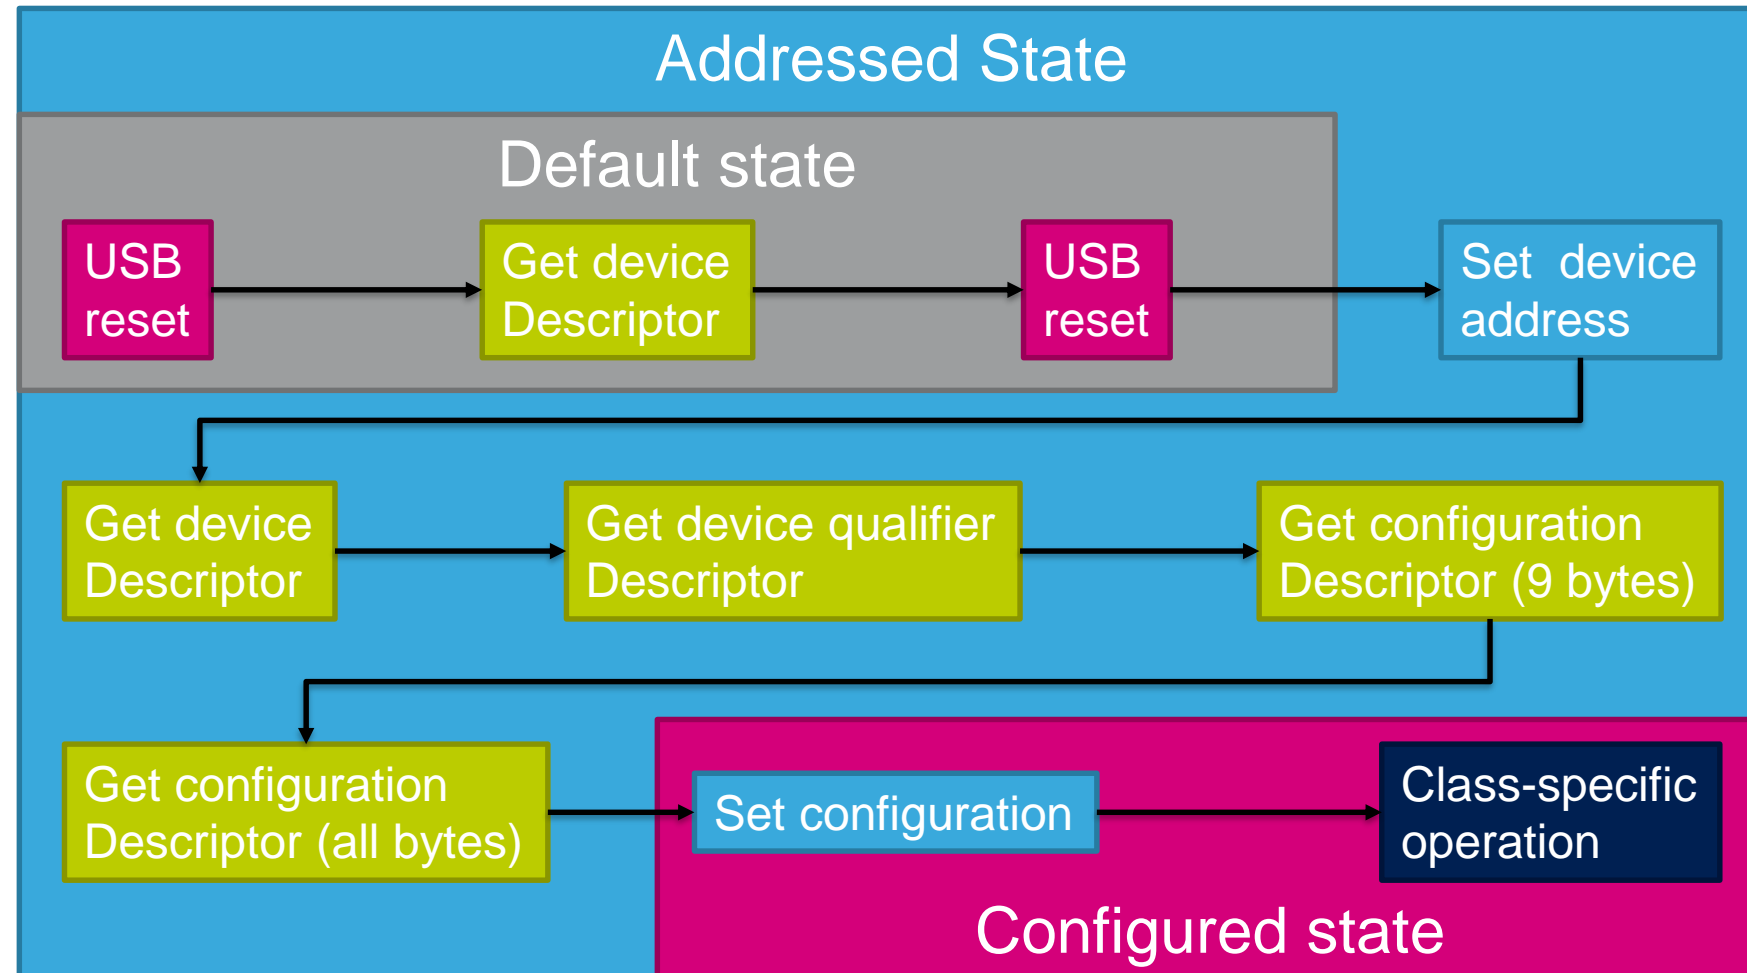 Addressed State
Default state
USB
reset
Get device
Descriptor
USB
reset
Set device
address
Get device
Descriptor
Get device qualifier
Descriptor
Get configuration
Descriptor (9 bytes)
Get configuration
Descriptor (all bytes)
Set configuration
Class-specific
operation
Configured state